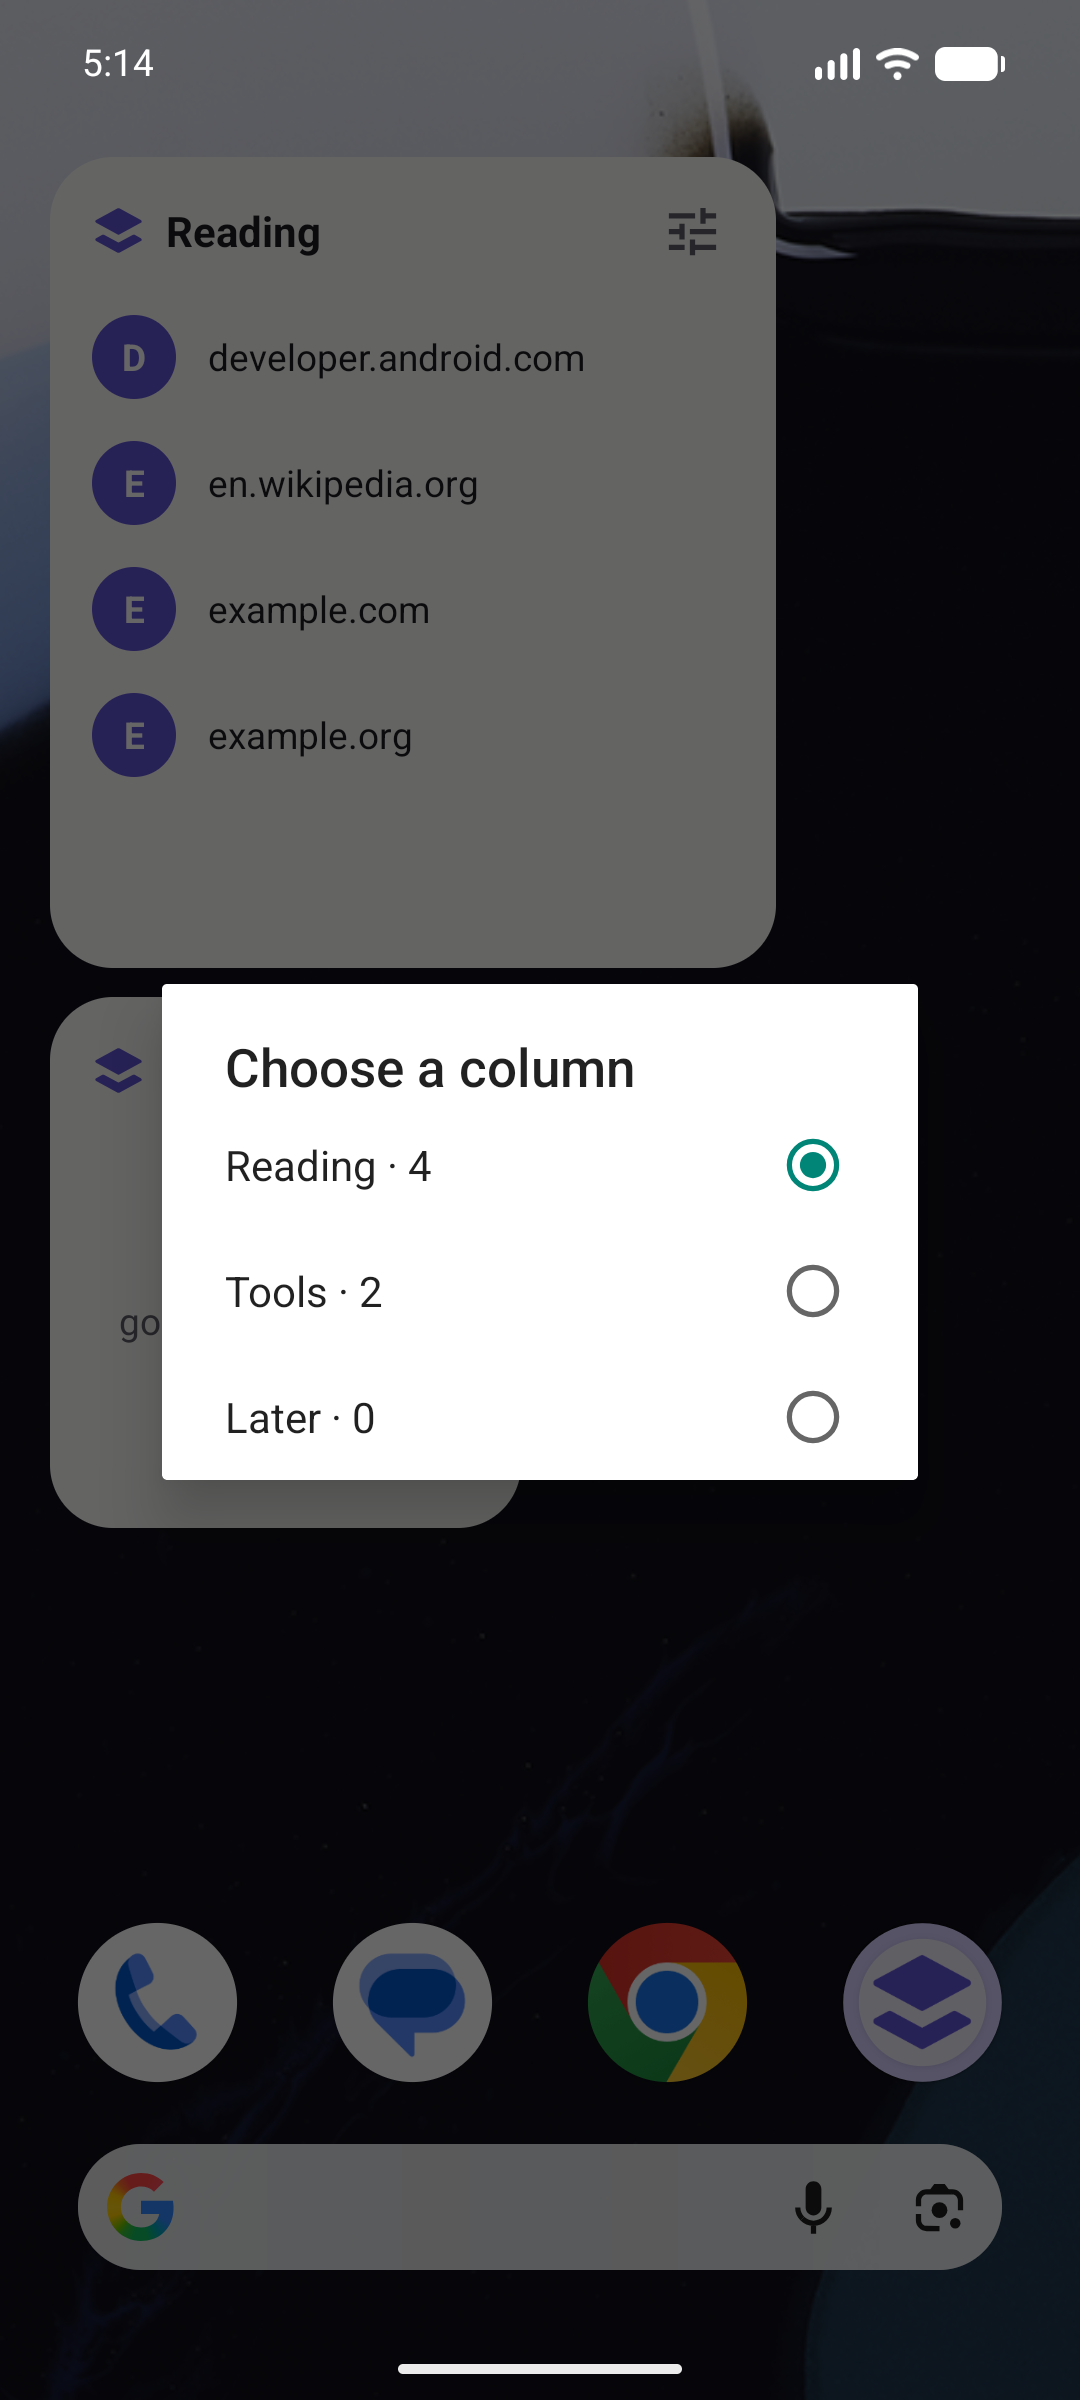 5:14
Reading
D developer.android.com
E en.wikipedia.org
E example.com
E example.org
Choose a column
Reading · 4
Tools · 2
go
Later · 0